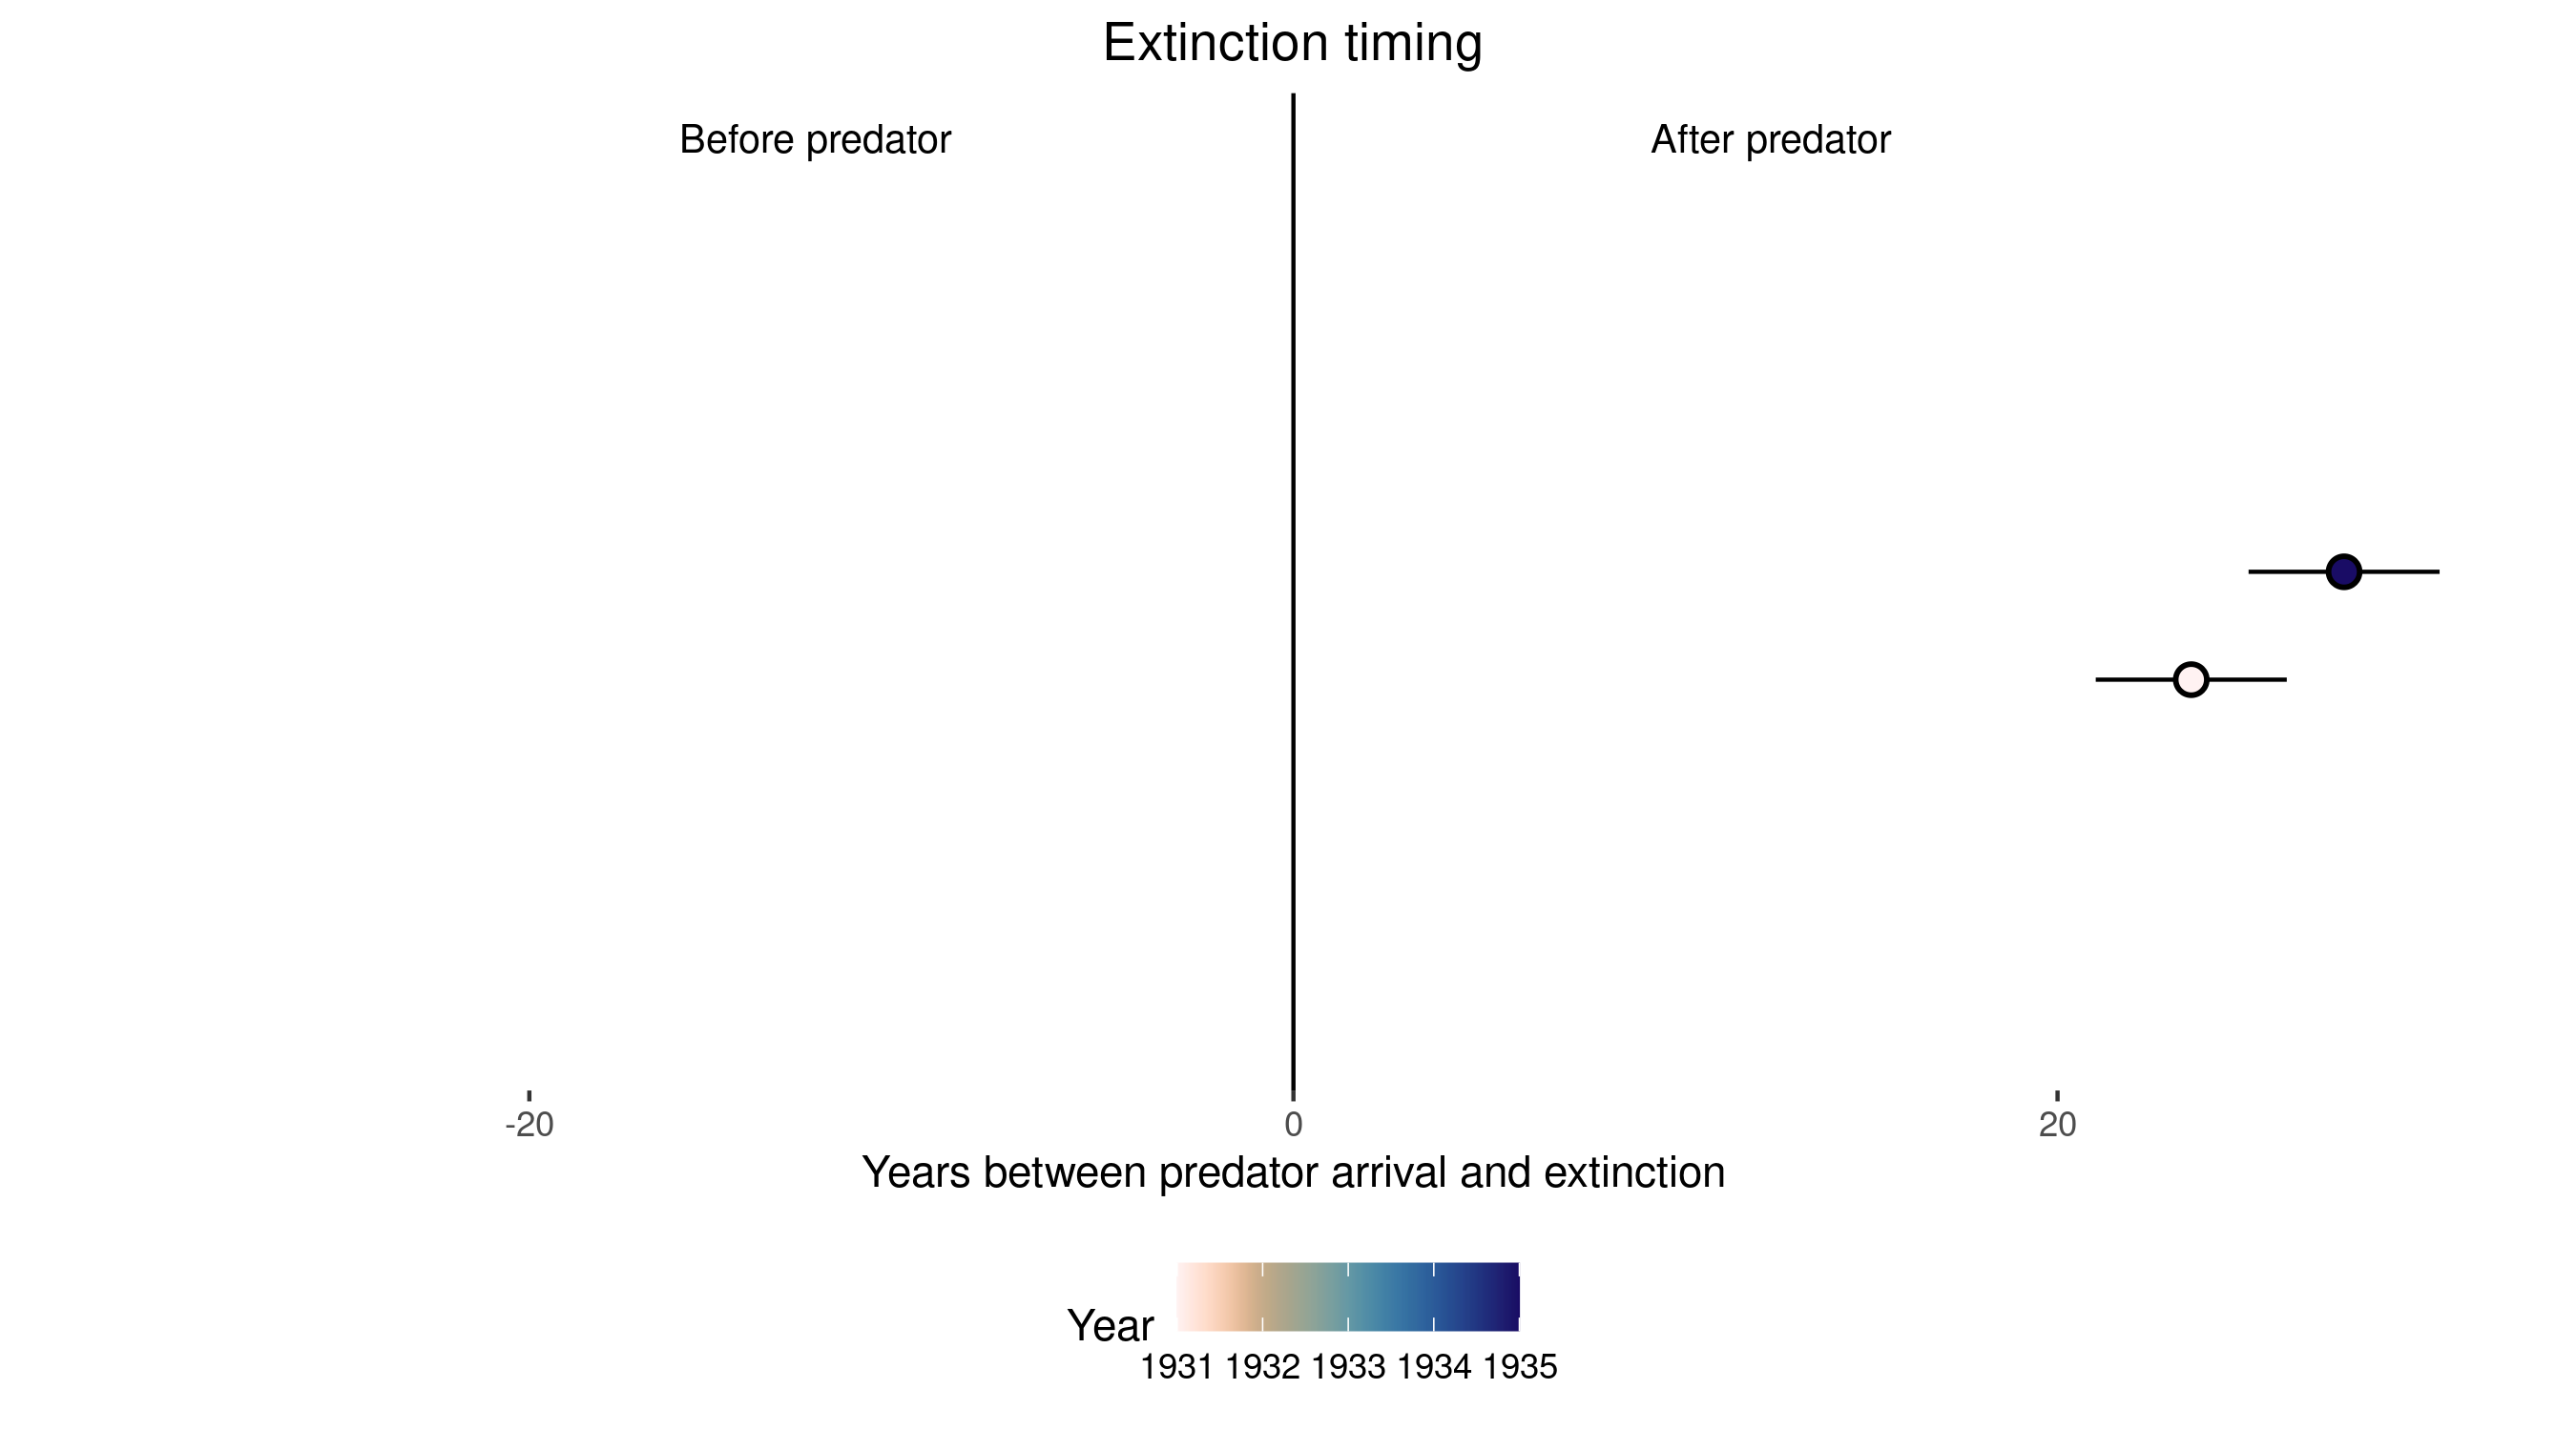 Extinction timing
Before predator
After predator
-20 0 20
Years between predator arrival and extinction
Year
1931 1932 1933 1934 1935